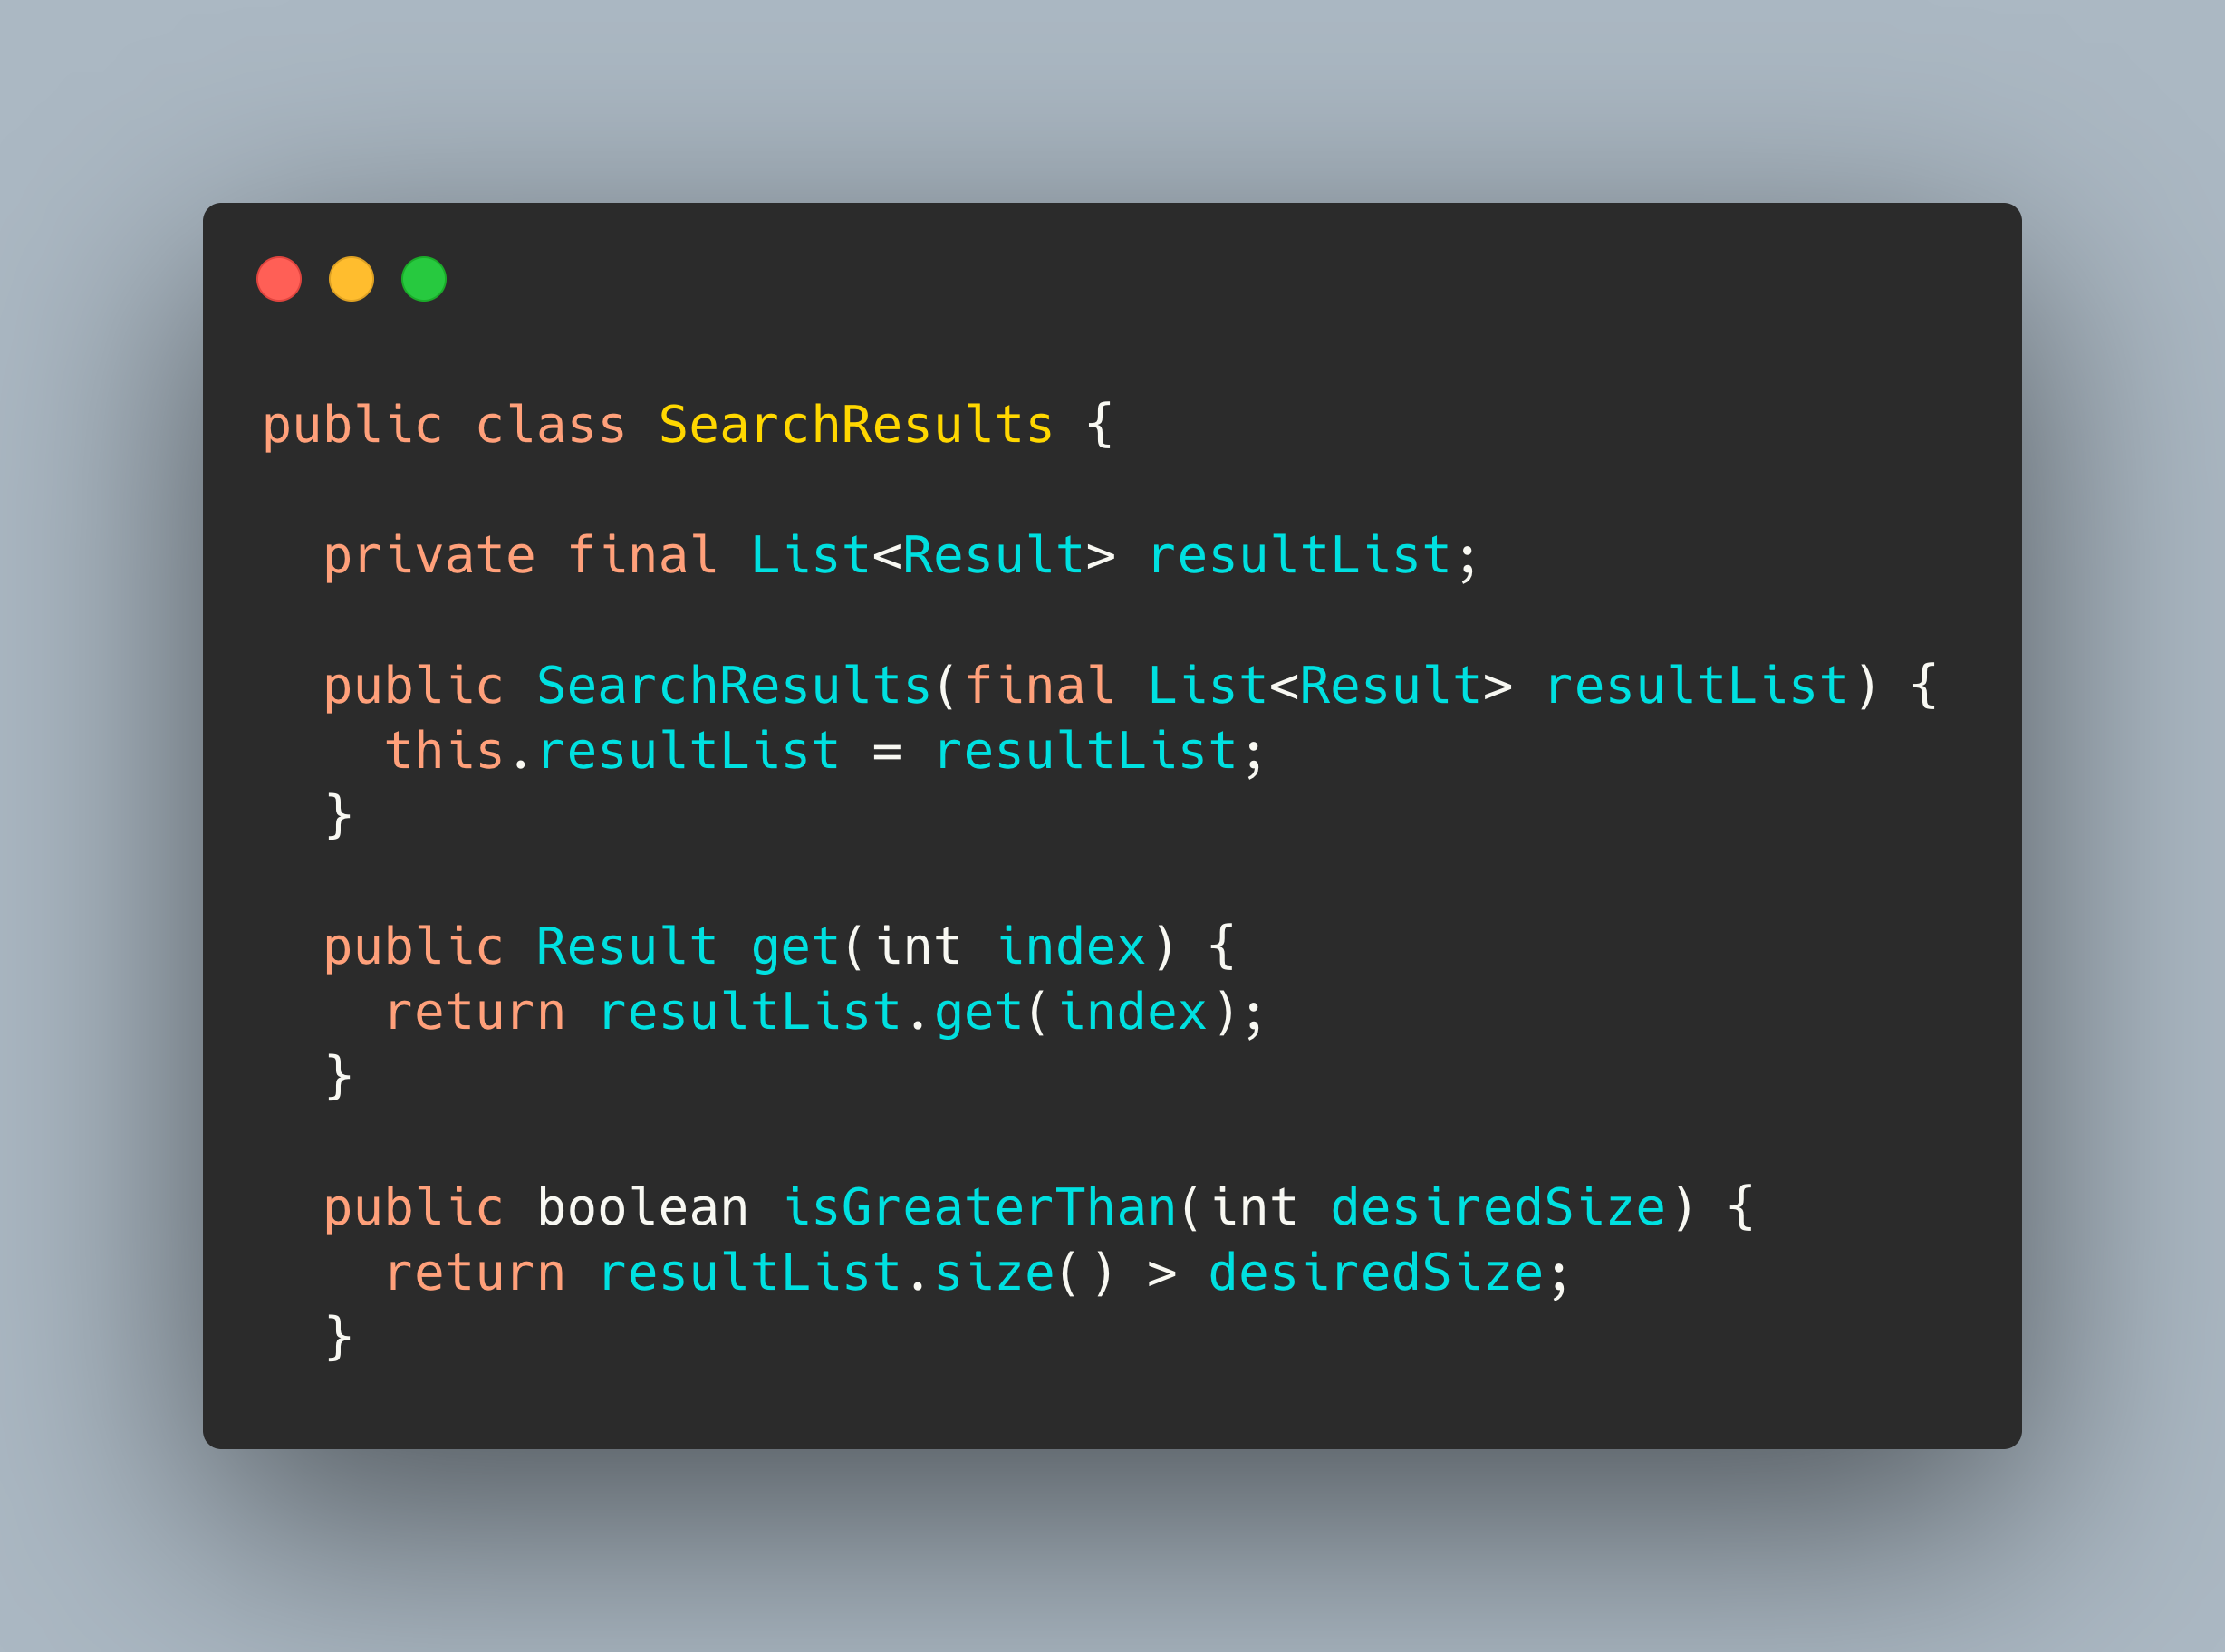 public class SearchResults {
  private final List<Result> resultList;
  public SearchResults(final List<Result> resultList) {
    this.resultList = resultList;
  }
  public Result get(int index) {
    return resultList.get(index);
  }
  public boolean isGreaterThan(int desiredSize) {
    return resultList.size() > desiredSize;
  }